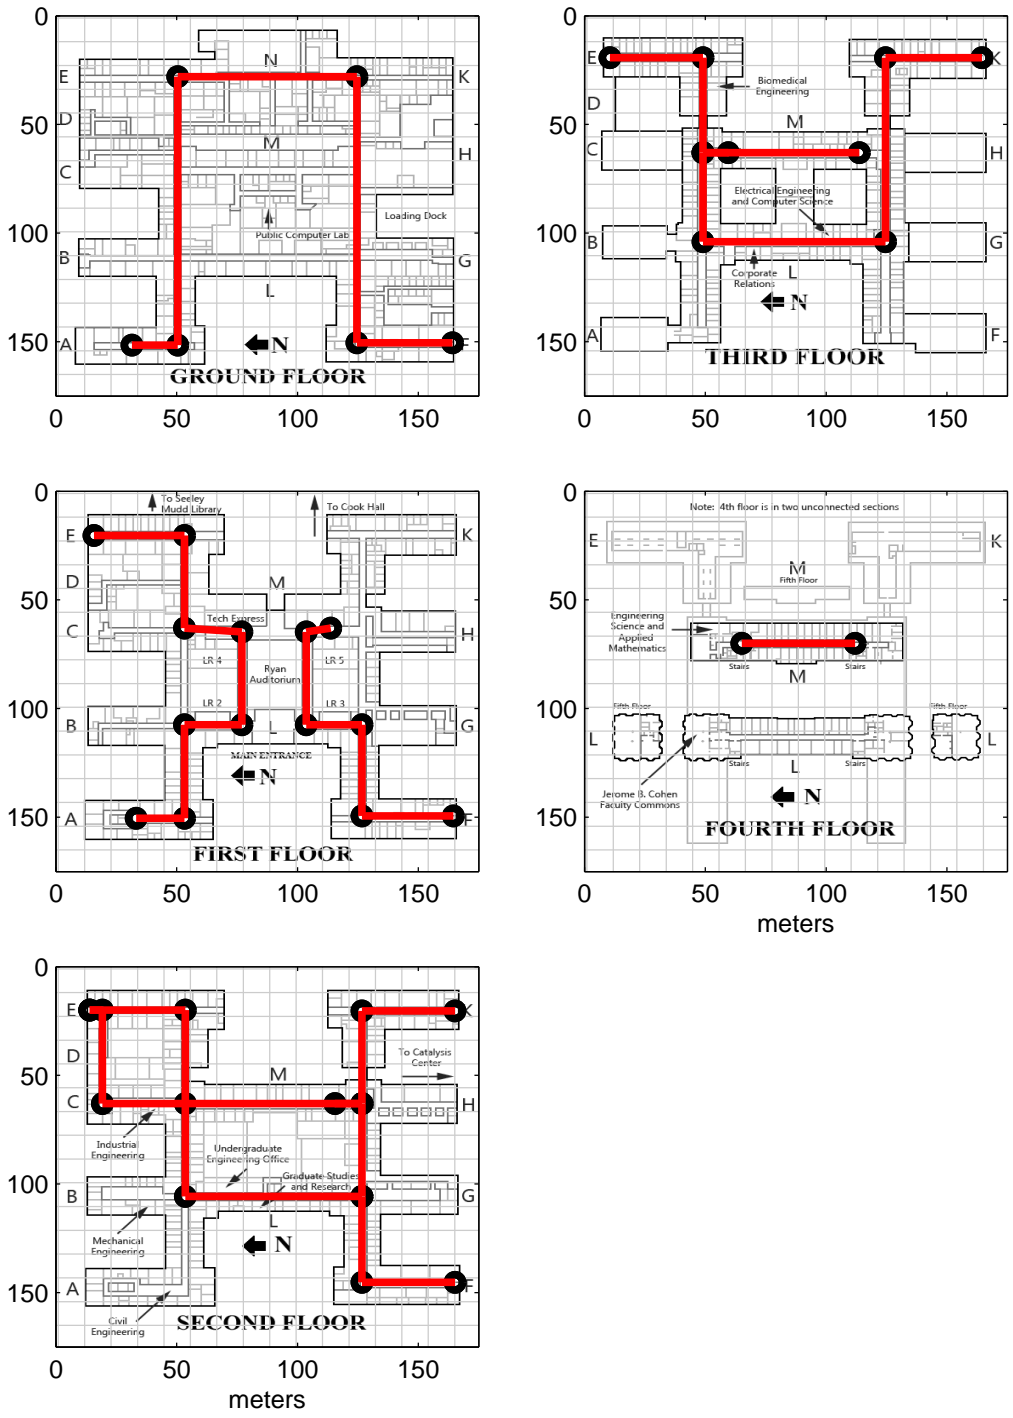 0
N
E
K
50
D
M
H
C
Loading Dock
100
Public Computer Lab
B
G
L
150
A
N
F
GROUND FLOOR
0 50 100 150
0
E
K
Biomedical
Engineering
D
50
M
C
H
Electrical Engineering
and Computer Science
100
B
G
Corporate
Relations
L
N
150
A
F
THIRD FLOOR
0 50 100 150
0
To Seeley
Mudd Library
To Cook Hall
E
K
50
D
M
Tech Express
C
H
LR 4
Ryan
Auditorium
LR 5
100
LR 2
LR 3
B
L
G
MAIN ENTRANCE
N
150
A
F
FIRST FLOOR
0 50 100 150
0
Note: 4th floor is in two unconnected sections
E
K
50
M
Fifth Floor
Engineering
Science and
Applied
Mathematics
Stairs
Stairs
M
100
Fifth Floor
Fifth Floor
L
L
Stairs
Stairs
L
Jerome B. Cohen
Faculty Commons
N
150
FOURTH FLOOR
0 50 100 150
meters
0
E
K
D
To Catalysis
Center
50
M
C
H
Industrial
Engineering
Undergraduate
Engineering Office
Graduate Studies
and Research
100
B
G
L
Mechanical
Engineering
N
150
A
F
Civil
Engineering
SECOND FLOOR
0 50 100 150
meters